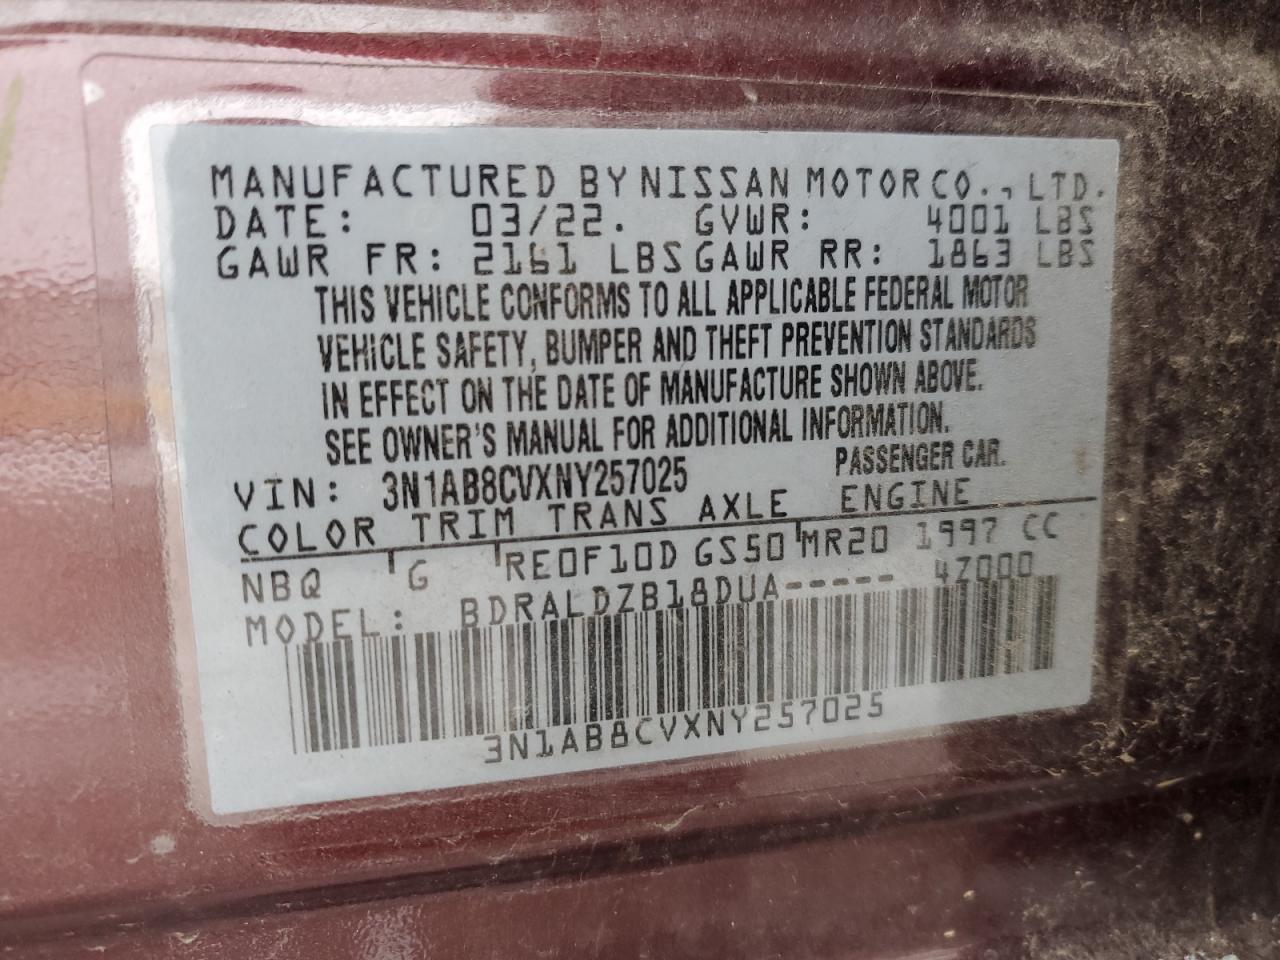 MANUFACTURED BY NISSAN MOTOR CO., LTD.
DATE: 03/22. GVWR: 4001 LBS
GAWR FR: 2161 LBS GAWR RR: 1863 LBS
THIS VEHICLE CONFORMS TO ALL APPLICABLE FEDERAL MOTOR
VEHICLE SAFETY, BUMPER AND THEFT PREVENTION STANDARDS
IN EFFECT ON THE DATE OF MANUFACTURE SHOWN ABOVE.
SEE OWNER'S MANUAL FOR ADDITIONAL INFORMATION.
VIN: 3N1AB8CVXNY257025 PASSENGER CAR.
COLOR TRIM TRANS AXLE ENGINE
NBQ G RE0F10D GS50 MR20 1997 CC
MODEL: BDRALDZB18DUA----- 4Z000
3N1AB8CVXNY257025